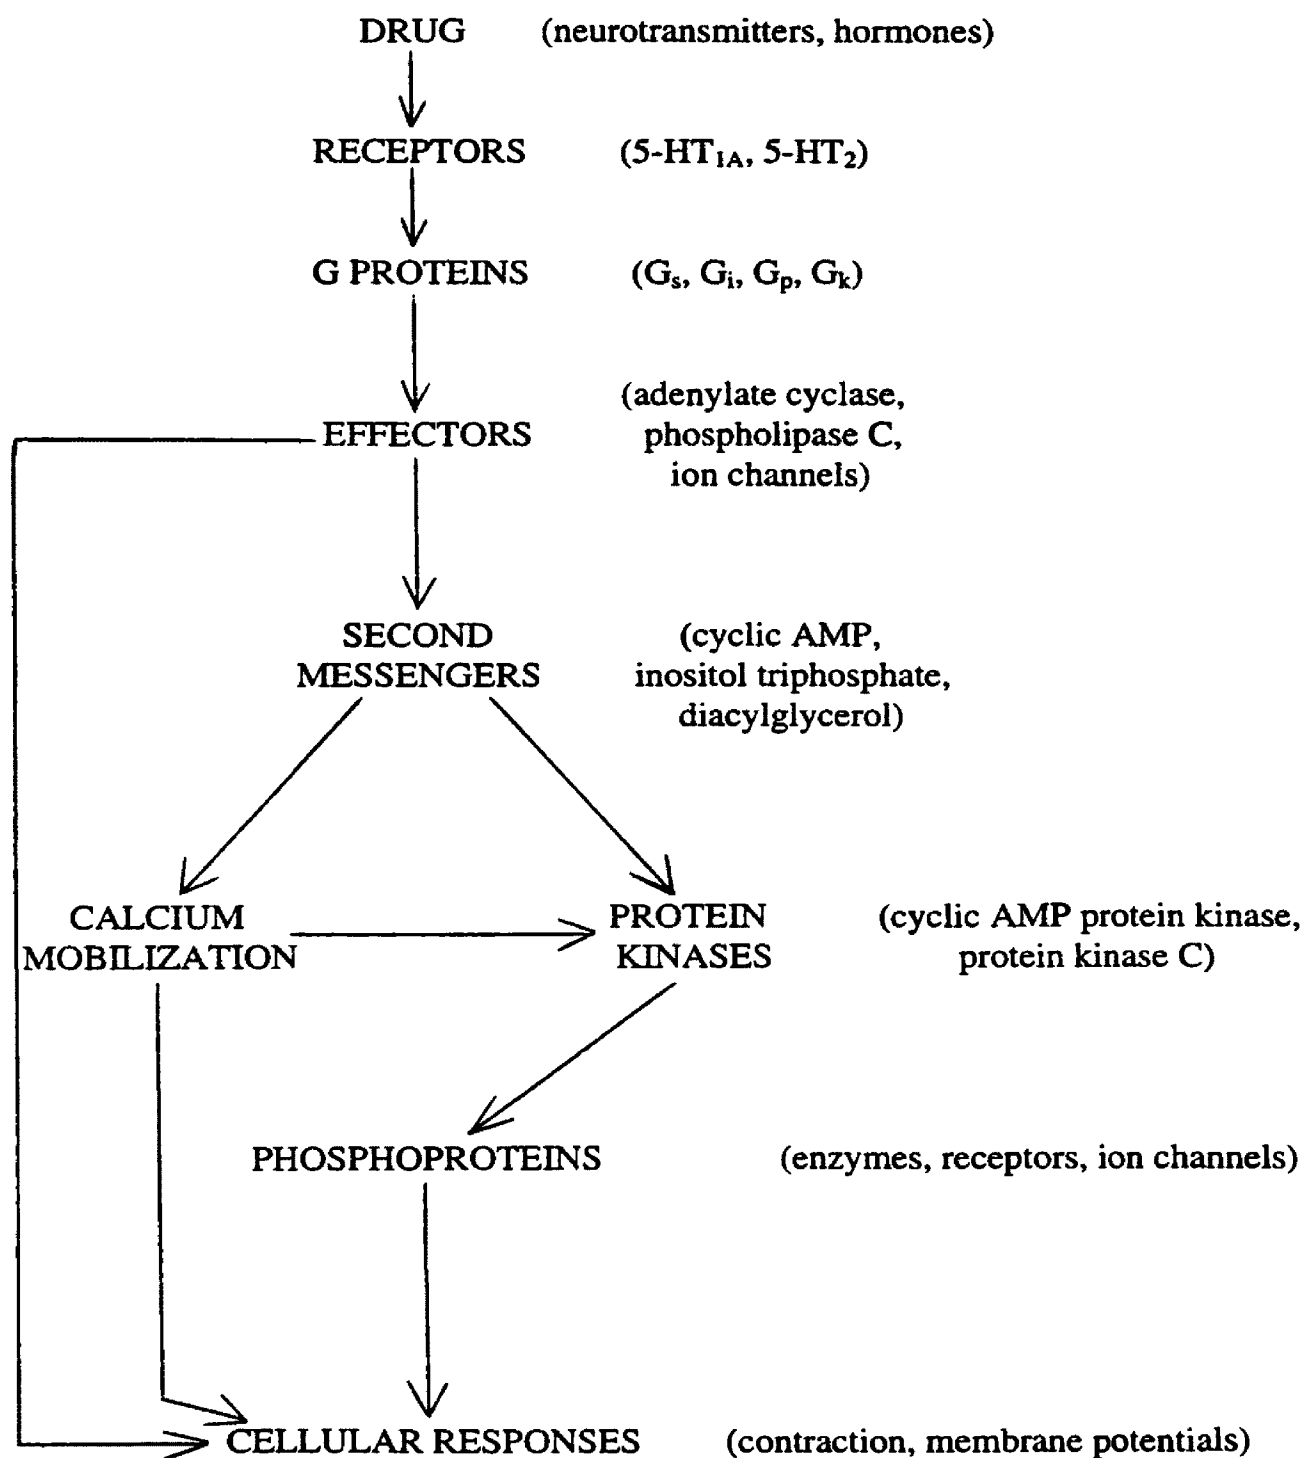 DRUG (neurotransmitters, hormones)
RECEPTORS (5-HT1A, 5-HT2)
G PROTEINS (Gs, Gi, Gp, Gk)
(adenylate cyclase,
EFFECTORS phospholipase C,
ion channels)
SECOND (cyclic AMP,
MESSENGERS inositol triphosphate,
diacylglycerol)
CALCIUM PROTEIN (cyclic AMP protein kinase,
MOBILIZATION KINASES protein kinase C)
PHOSPHOPROTEINS (enzymes, receptors, ion channels)
CELLULAR RESPONSES (contraction, membrane potentials)